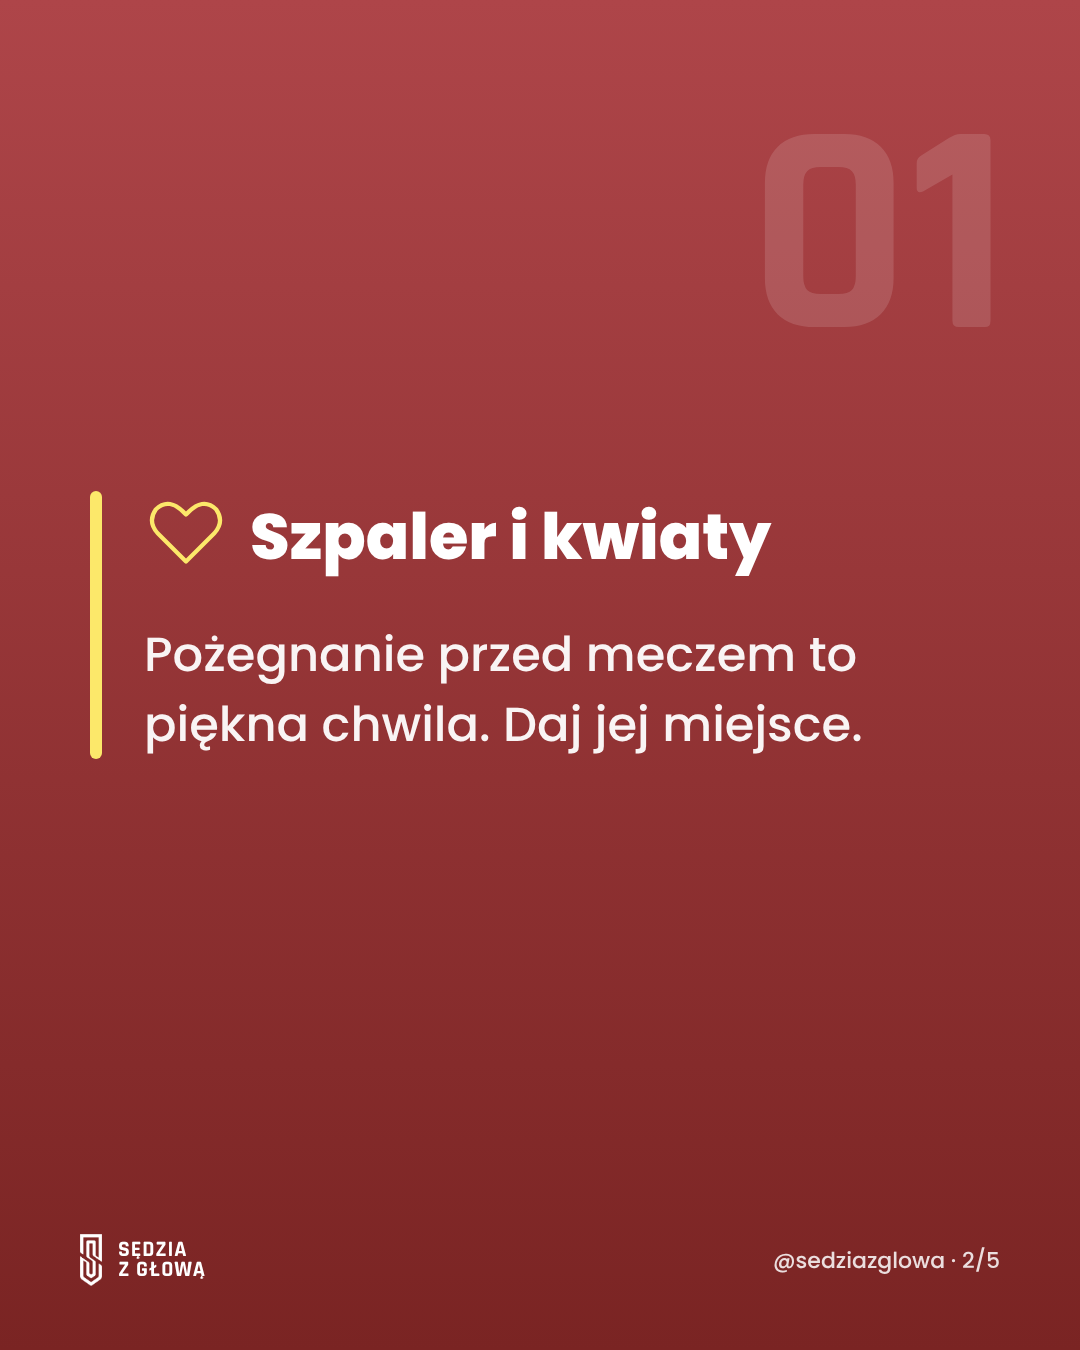 01
Szpaler i kwiaty
Pożegnanie przed meczem to
piękna chwila. Daj jej miejsce.
SĘDZIA
Z GŁOWĄ
@sedziazglowa · 2/5